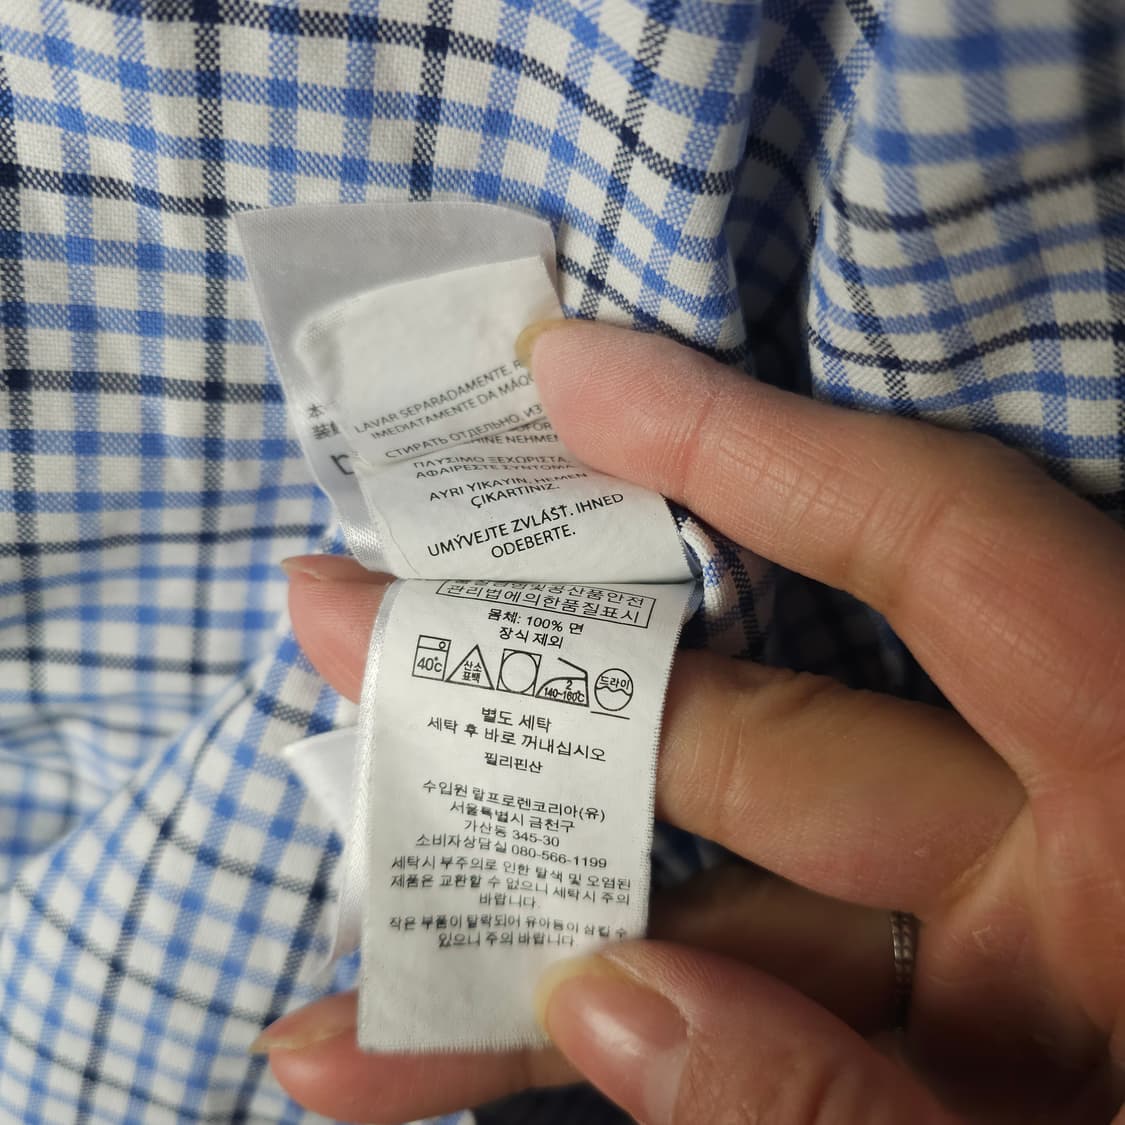 LAVAR SEPARADAMENTE.
IMEDIATAMENTE DA
СТИРАТЬ ОТДЕЛЬНО, ИЗ
NEHMEN
ΠΛΥΣΙΜΟ ΞΕΧΩΡΙΣΤΑ.
ΑΦΑΙΡΕΣΤΕ ΣΥΝΤΟΜΑ
AYRI YIKAYIN. HEMEN
ÇIKARTINIZ.
UMÝVEJTE ZVLÁŠŤ. IHNED
ODEBERTE.
관리법에의한품질표시
몸체: 100% 면
장식 제외
40℃
산소
표백
2
140~160℃
드라이
별도 세탁
세탁 후 바로 꺼내십시오
필리핀산
수입원 랄프로렌코리아(유)
서울특별시 금천구
가산동 345-30
소비자상담실 080-566-1199
세탁시 부주의로 인한 탈색 및 오염된
제품은 교환할 수 없으니 세탁시 주의
바랍니다.
작은 부품이 탈락되어 유아들이 삼킬 수
있으니 주의 바랍니다